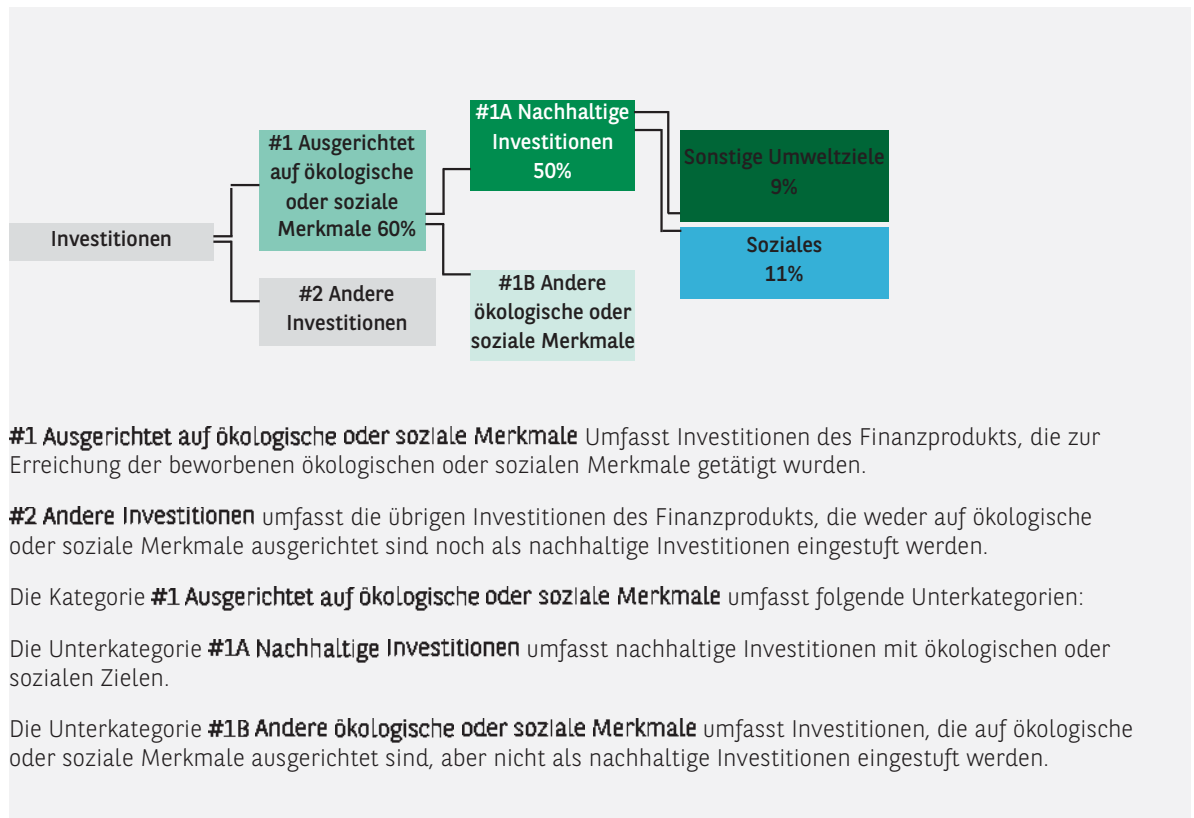 #1A Nachhaltige
Investitionen
50%
#1 Ausgerichtet
auf ökologische
oder soziale
Merkmale 60%
Sonstige Umweltziele
9%
Investitionen
Soziales
11%
#2 Andere
Investitionen
#1B Andere
ökologische oder
soziale Merkmale
#1 Ausgerichtet auf ökologische oder soziale Merkmale Umfasst Investitionen des Finanzprodukts, die zur
Erreichung der beworbenen ökologischen oder sozialen Merkmale getätigt wurden.
#2 Andere Investitionen umfasst die übrigen Investitionen des Finanzprodukts, die weder auf ökologische
oder soziale Merkmale ausgerichtet sind noch als nachhaltige Investitionen eingestuft werden.
Die Kategorie #1 Ausgerichtet auf ökologische oder soziale Merkmale umfasst folgende Unterkategorien:
Die Unterkategorie #1A Nachhaltige Investitionen umfasst nachhaltige Investitionen mit ökologischen oder
sozialen Zielen.
Die Unterkategorie #1B Andere ökologische oder soziale Merkmale umfasst Investitionen, die auf ökologische
oder soziale Merkmale ausgerichtet sind, aber nicht als nachhaltige Investitionen eingestuft werden.